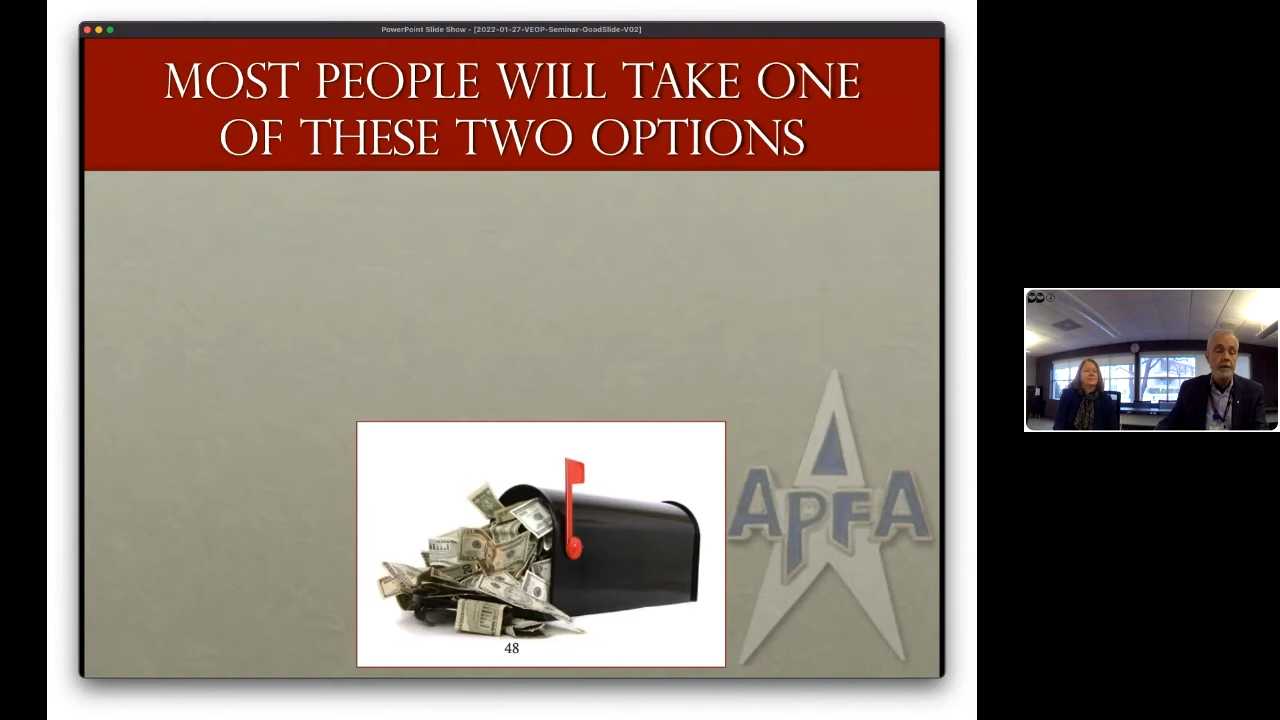 PowerPoint Slide Show - [2022-01-27-VEOP-Seminar-GoodSlide-V02]
MOST PEOPLE WILL TAKE ONE
OF THESE TWO OPTIONS
APFA
48